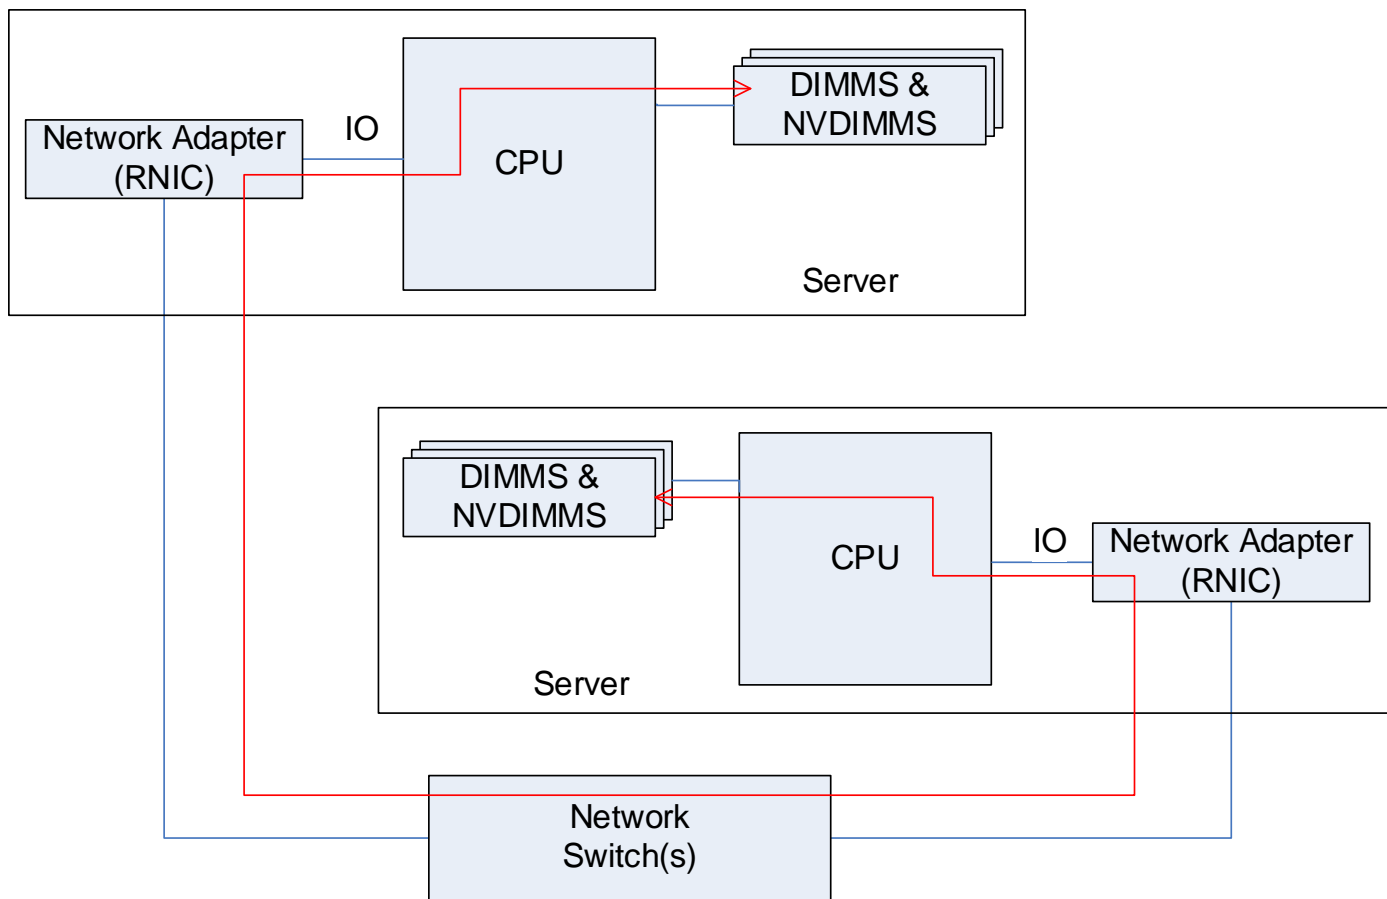 DIMMS &
NVDIMMS
IO
Network Adapter
(RNIC)
CPU
Server
DIMMS &
NVDIMMS
CPU
IO
Network Adapter
(RNIC)
Server
Network
Switch(s)